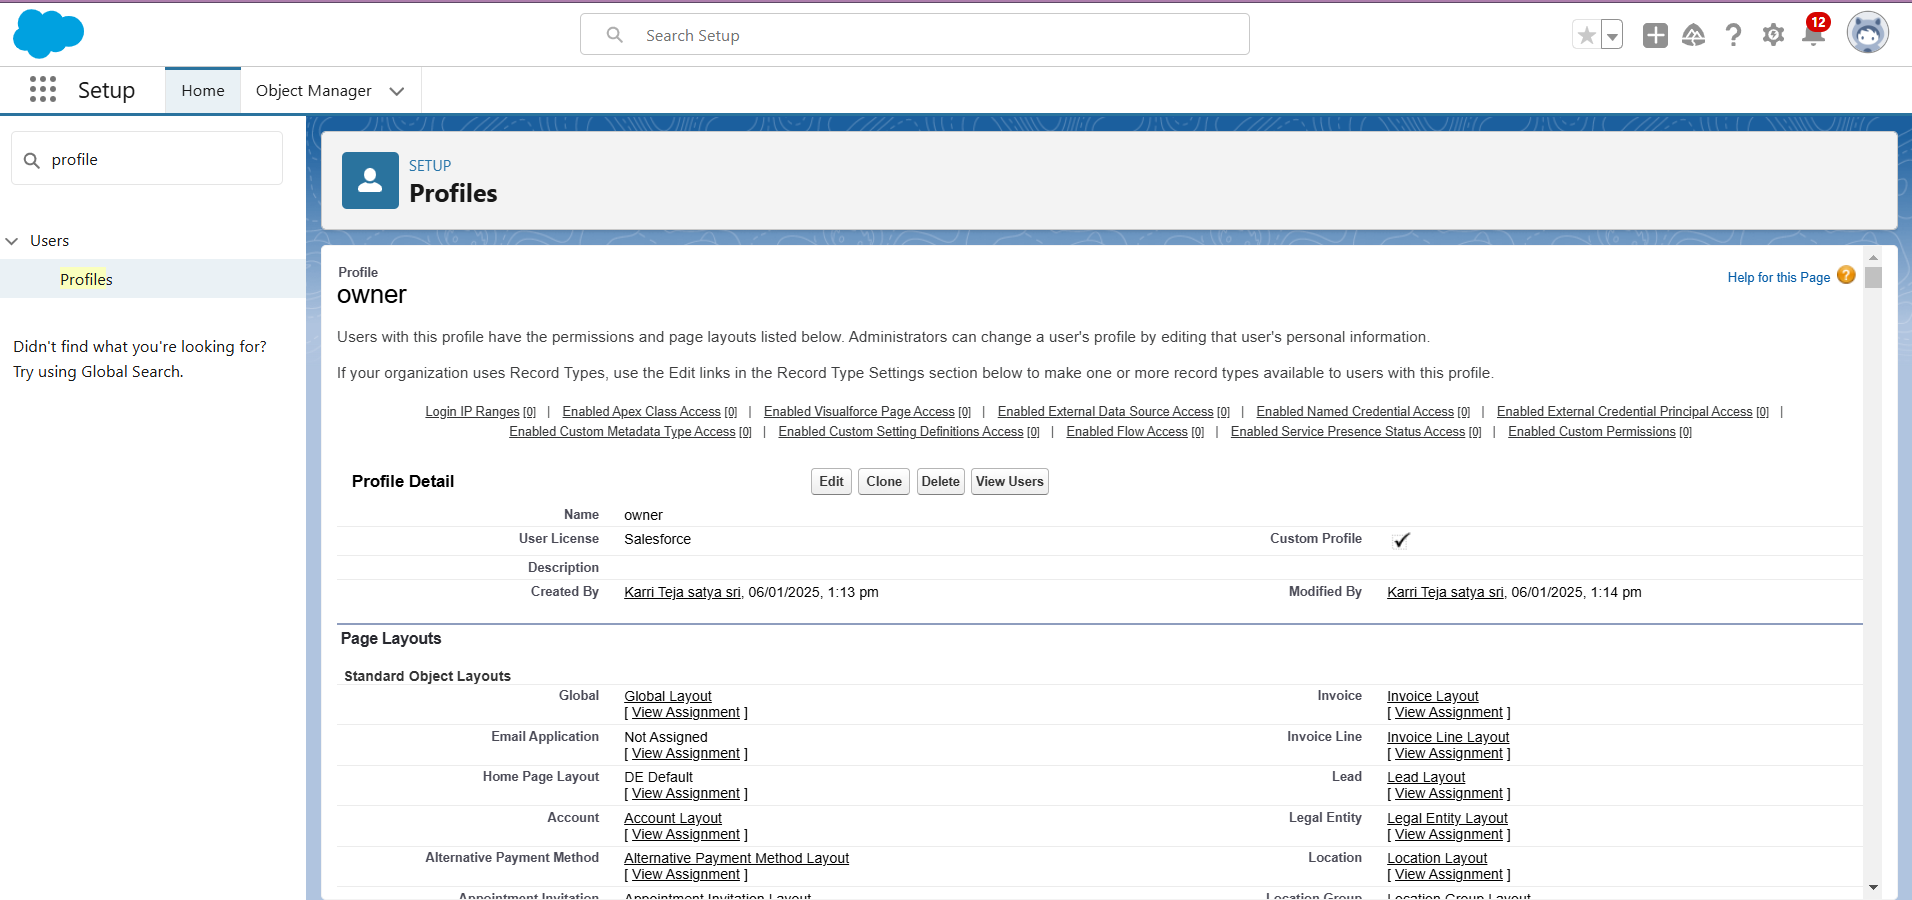 Search Setup
12
Setup
Home
Object Manager
profile
Users
Profiles
Didn't find what you're looking for?
Try using Global Search.
SETUP
Profiles
Profile
owner
Help for this Page ?
Users with this profile have the permissions and page layouts listed below. Administrators can change a user's profile by editing that user's personal information.
If your organization uses Record Types, use the Edit links in the Record Type Settings section below to make one or more record types available to users with this profile.
Login IP Ranges [0] | Enabled Apex Class Access [0] | Enabled Visualforce Page Access [0] | Enabled External Data Source Access [0] | Enabled Named Credential Access [0] | Enabled External Credential Principal Access [0] |
Enabled Custom Metadata Type Access [0] | Enabled Custom Setting Definitions Access [0] | Enabled Flow Access [0] | Enabled Service Presence Status Access [0] | Enabled Custom Permissions [0]
Profile Detail Edit Clone Delete View Users
Name owner
User License Salesforce Custom Profile
Description
Created By Karri Teja satya sri, 06/01/2025, 1:13 pm Modified By Karri Teja satya sri, 06/01/2025, 1:14 pm
Page Layouts
Standard Object Layouts
Global Global Layout Invoice Invoice Layout
[ View Assignment ] [ View Assignment ]
Email Application Not Assigned Invoice Line Invoice Line Layout
[ View Assignment ] [ View Assignment ]
Home Page Layout DE Default Lead Lead Layout
[ View Assignment ] [ View Assignment ]
Account Account Layout Legal Entity Legal Entity Layout
[ View Assignment ] [ View Assignment ]
Alternative Payment Method Alternative Payment Method Layout Location Location Layout
[ View Assignment ] [ View Assignment ]
Appointment Invitation Appointment Invitation Layout Location Group Location Group Layout